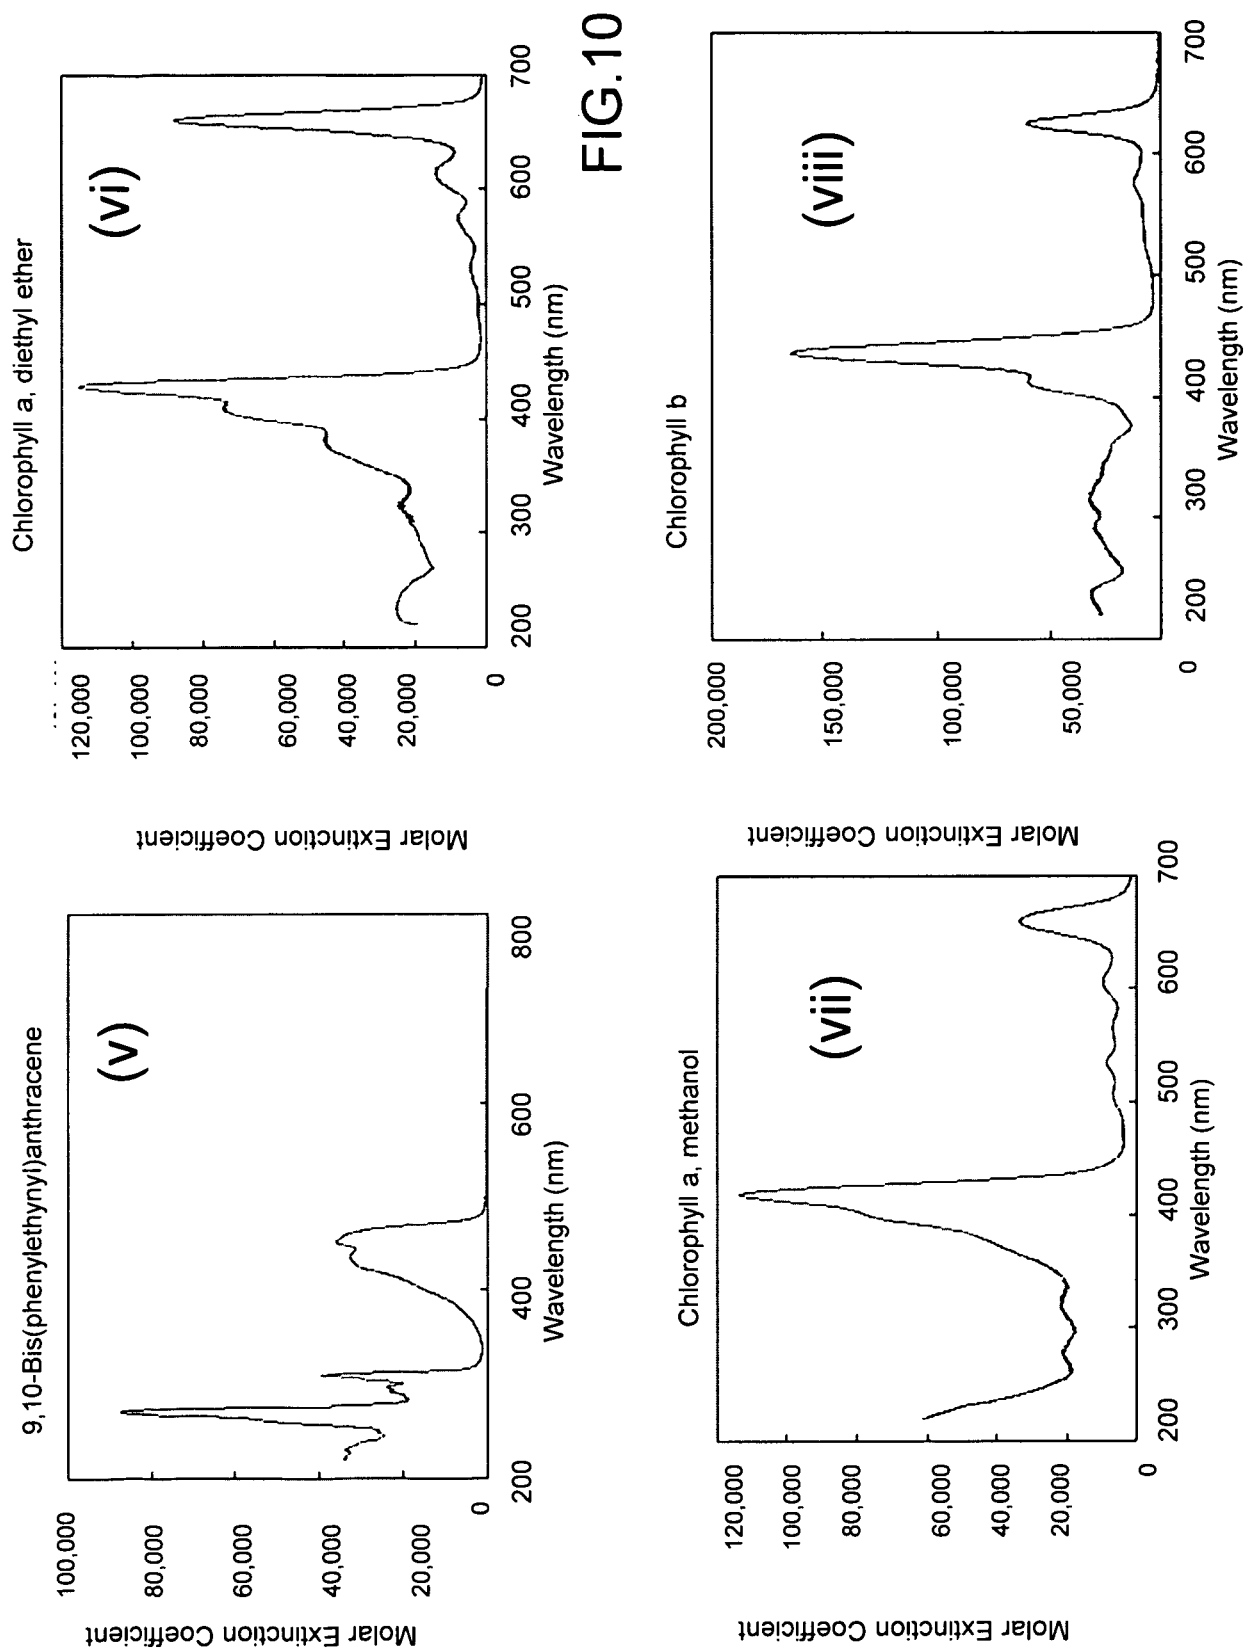 FIG.10
9,10-Bis(phenylethynyl)anthracene
(v)
Molar Extinction Coefficient
100,000
80,000
60,000
40,000
20,000
0
200
400
600
800
Wavelength (nm)
Chlorophyll a, diethyl ether
(vi)
Molar Extinction Coefficient
120,000
100,000
80,000
60,000
40,000
20,000
0
200
300
400
500
600
700
Wavelength (nm)
Chlorophyll a, methanol
(vii)
Molar Extinction Coefficient
120,000
100,000
80,000
60,000
40,000
20,000
0
200
300
400
500
600
700
Wavelength (nm)
Chlorophyll b
(viii)
Molar Extinction Coefficient
200,000
150,000
100,000
50,000
0
200
300
400
500
600
700
Wavelength (nm)